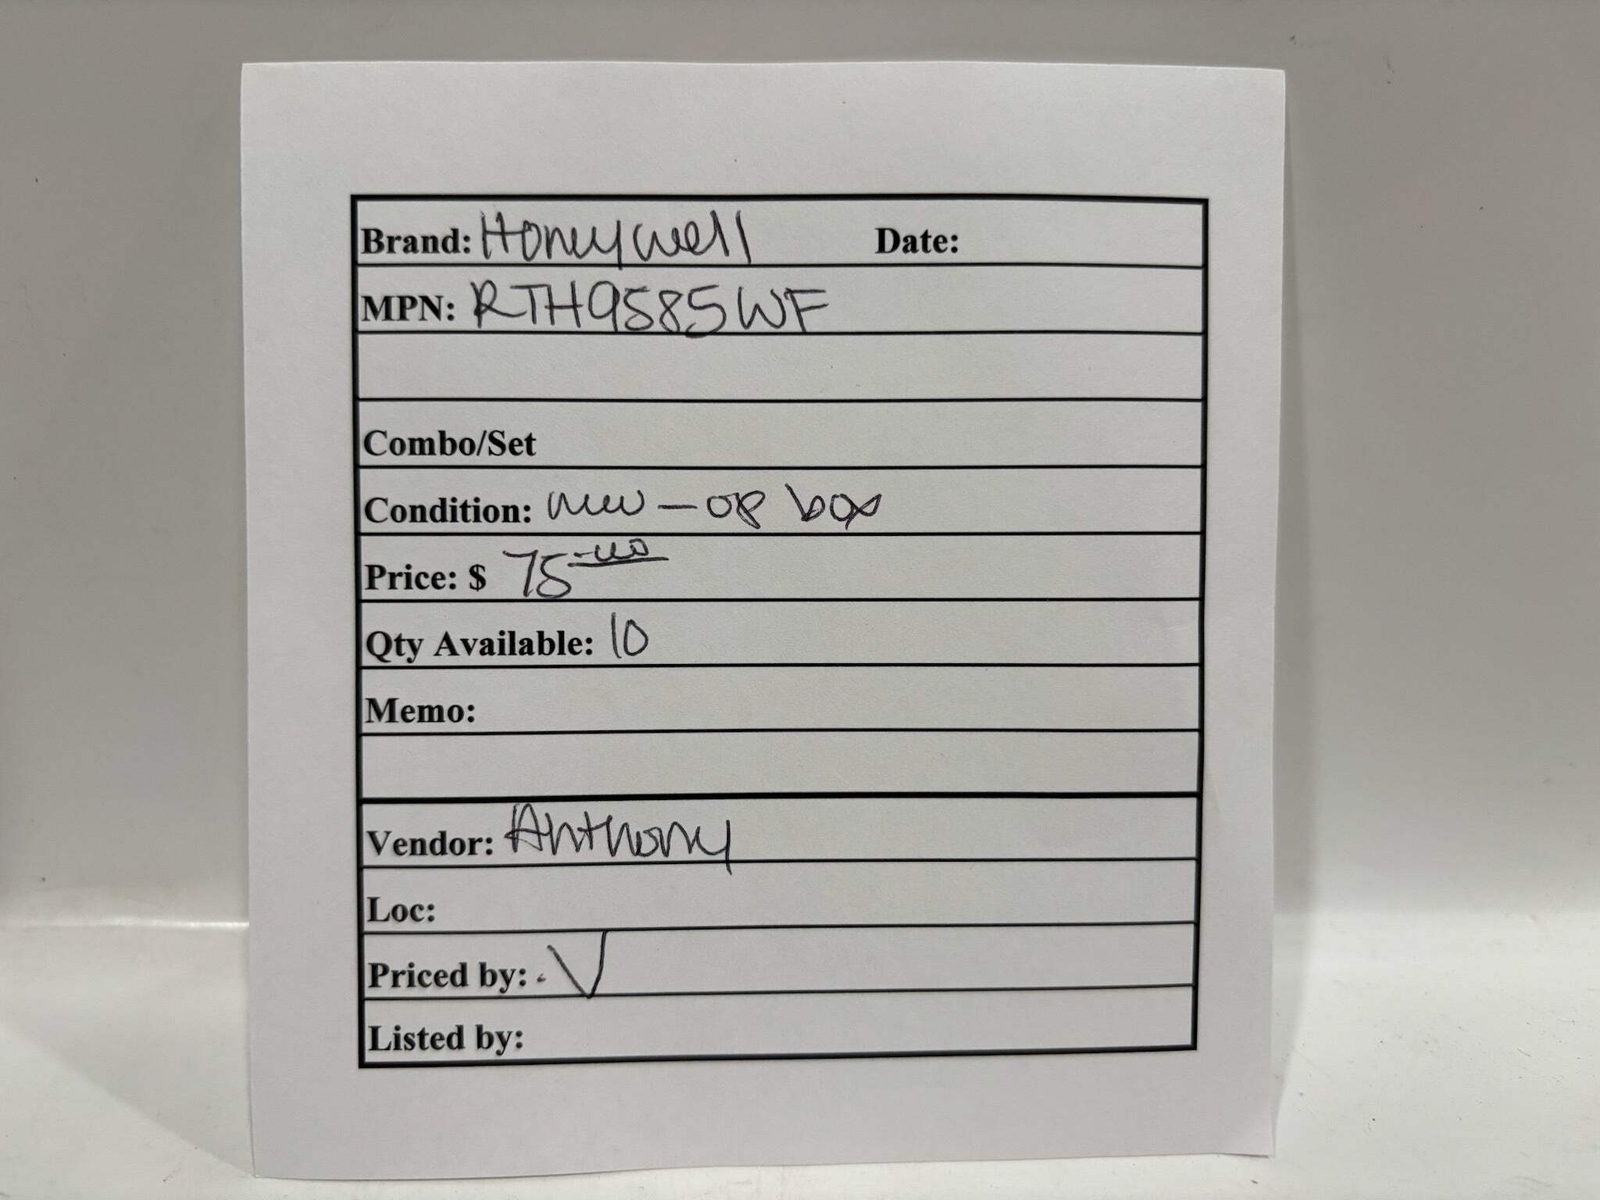 Brand: Honeywell Date:
MPN: RTH9585WF
Combo/Set
Condition: new - op box
Price: $ 75
Qty Available: 10
Memo:
Vendor: Anthony
Loc:
Priced by: V
Listed by: